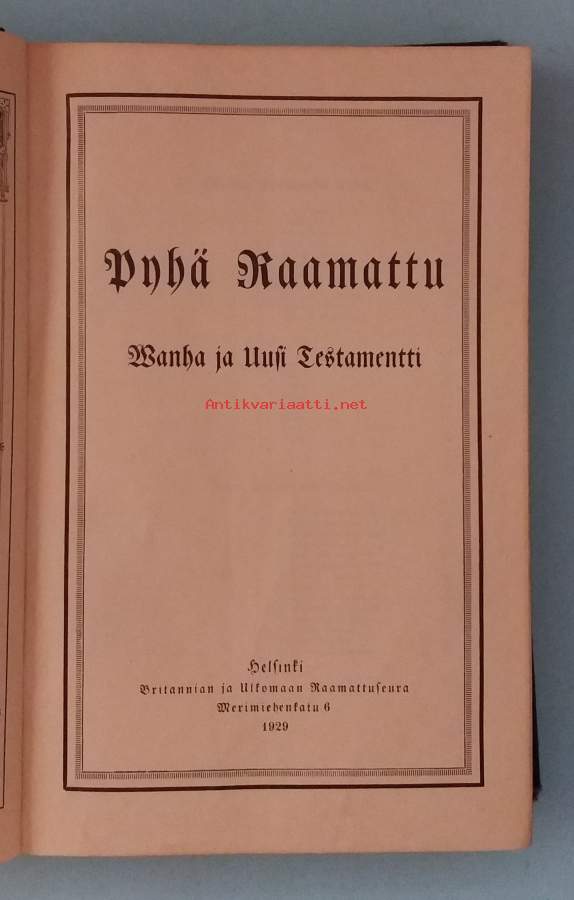 Pyhä Raamattu
Wanha ja Uusi Testamentti
Antikvariaatti.net
Helsinki
Britannian ja Ulkomaan Raamattuseura
Merimiehenkatu 6
1929